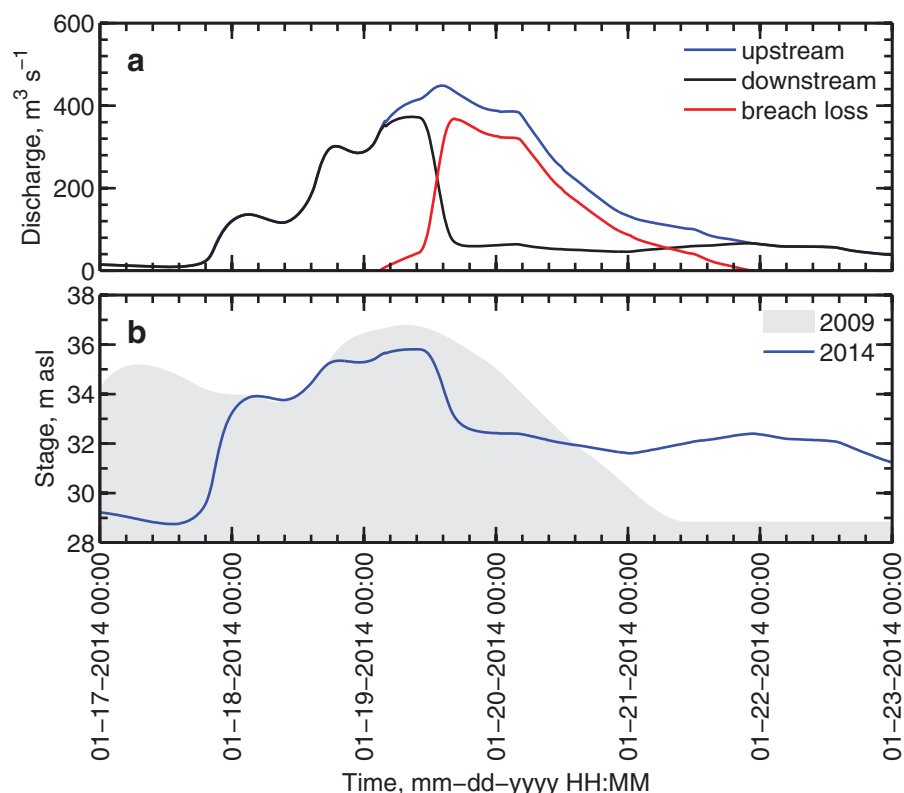 600
400
200
0
Discharge, m³ s⁻¹
a
upstream
downstream
breach loss
38
36
34
32
30
28
Stage, m asl
b
2009
2014
01−17−2014 00:00
01−18−2014 00:00
01−19−2014 00:00
01−20−2014 00:00
01−21−2014 00:00
01−22−2014 00:00
01−23−2014 00:00
Time, mm−dd−yyyy HH:MM